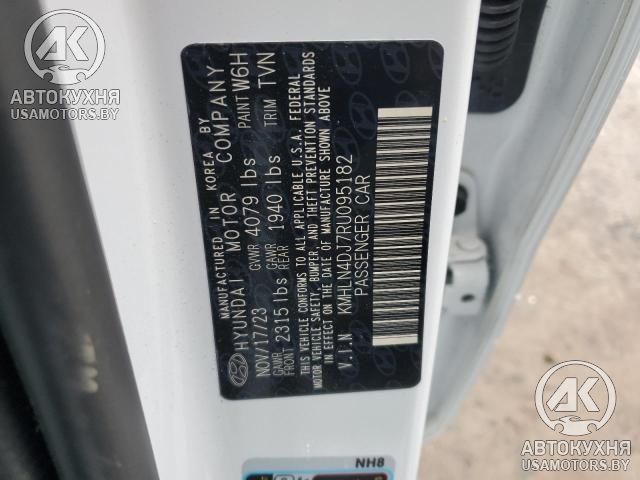 AK
АВТОКУХНЯ
USAMOTORS.BY
MANUFACTURED IN KOREA BY
HYUNDAI MOTOR COMPANY
NOV/17/23 GVWR 4079 lbs PAINT W6H
GAWR FRONT 2315 lbs GAWR REAR 1940 lbs TRIM TVN
THIS VEHICLE CONFORMS TO ALL APPLICABLE U.S.A. FEDERAL
MOTOR VEHICLE SAFETY, BUMPER, AND THEFT PREVENTION STANDARDS
IN EFFECT ON THE DATE OF MANUFACTURE SHOWN ABOVE
V.I.N KMHLN4DJ7RU095182
PASSENGER CAR
NH8
AK
АВТОКУХНЯ
USAMOTORS.BY